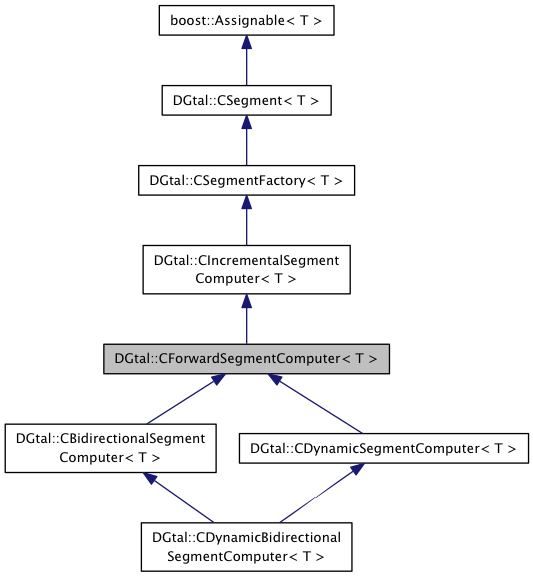 boost::Assignable< T >
DGtal::CSegment< T >
DGtal::CSegmentFactory< T >
DGtal::CIncrementalSegment
Computer< T >
DGtal::CForwardSegmentComputer< T >
DGtal::CBidirectionalSegment
Computer< T >
DGtal::CDynamicSegmentComputer< T >
DGtal::CDynamicBidirectional
SegmentComputer< T >